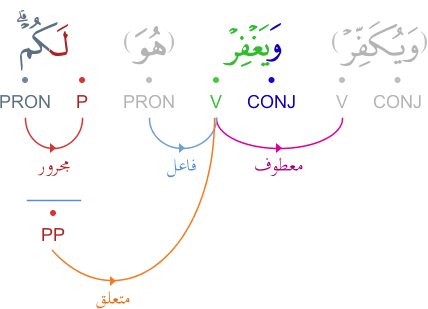 (وَيُكَفِّرْ) وَيَغْفِرْ (هُوَ) لَكُمْ ۗ
CONJ V CONJ V PRON P PRON
معطوف فاعل مجرور
PP
متعلق